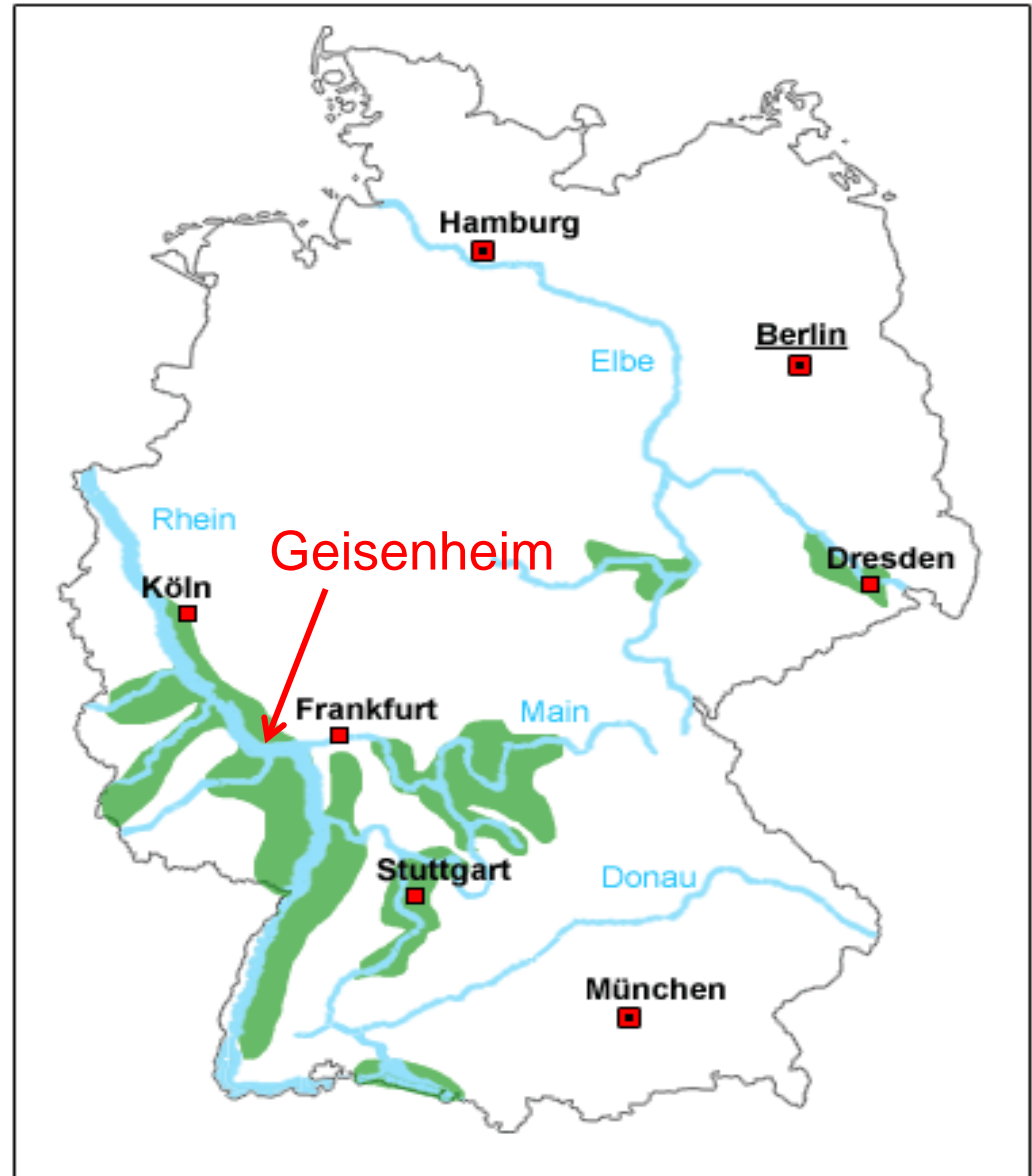 Hamburg
Berlin
Elbe
Rhein
Geisenheim
Dresden
Köln
Frankfurt
Main
Stuttgart
Donau
München